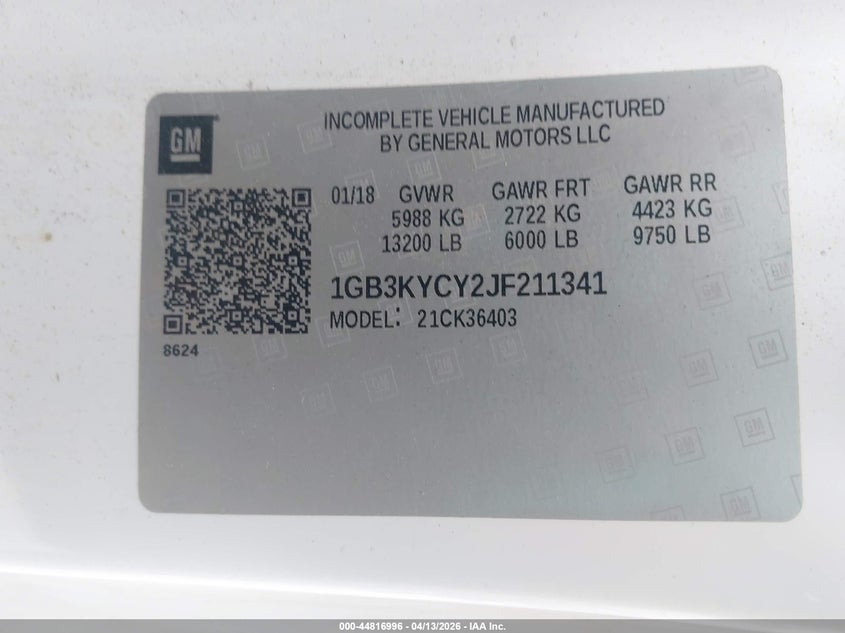 GM
INCOMPLETE VEHICLE MANUFACTURED
BY GENERAL MOTORS LLC
01/18 GVWR GAWR FRT GAWR RR
5988 KG 2722 KG 4423 KG
13200 LB 6000 LB 9750 LB
1GB3KYCY2JF211341
MODEL: 21CK36403
8624
000-44816996 - 04/13/2026 - IAA Inc.